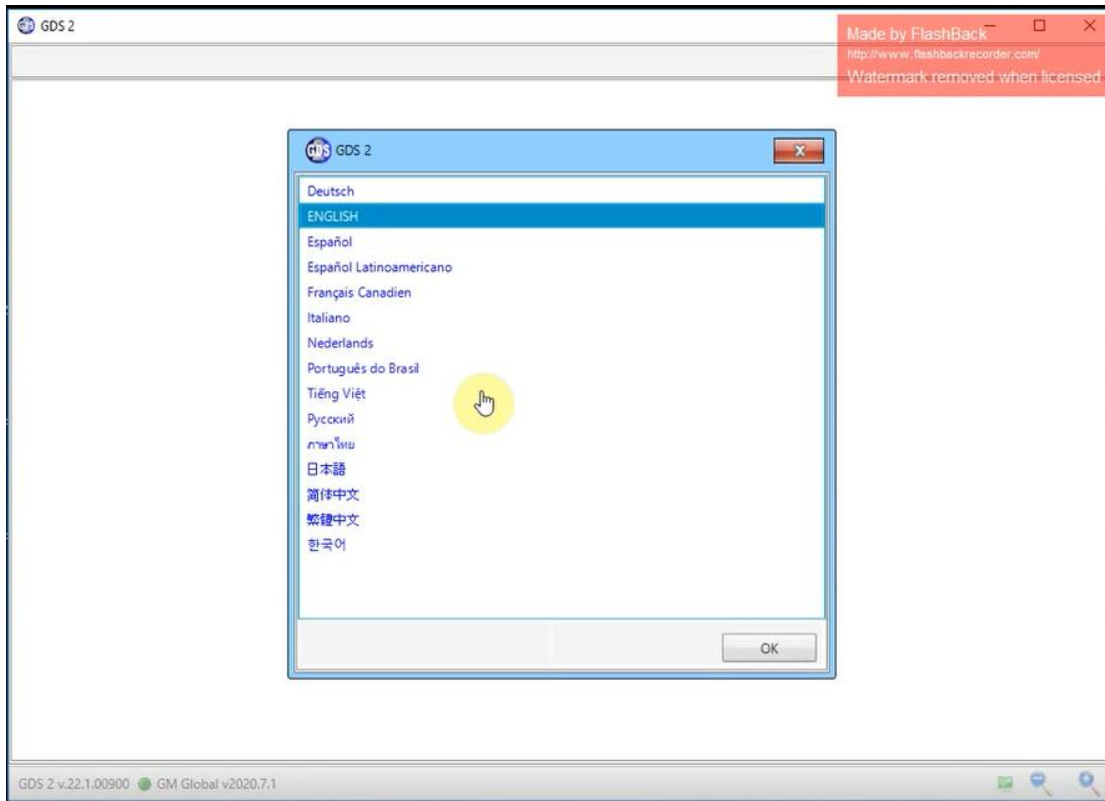 GDS 2
Made by FlashBack
http://www.flashbackrecorder.com/
Watermark removed when licensed
GDS
GDS 2
Deutsch
ENGLISH
Español
Español Latinoamericano
Français Canadien
Italiano
Nederlands
Português do Brasil
Tiếng Việt
Русский
ภาษาไทย
日本語
简体中文
繁體中文
한국어
OK
GDS 2 v.22.1.00900 GM Global v2020.7.1